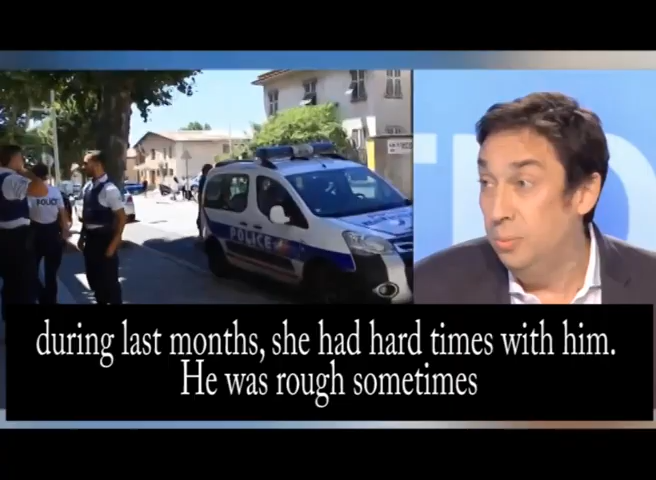 POLICE
POLICE
during last months, she had hard times with him.
He was rough sometimes